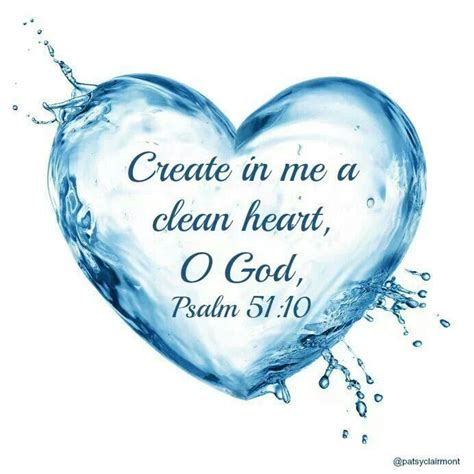 Create in me a
clean heart,
O God,
Psalm 51:10
@patsyclairmont